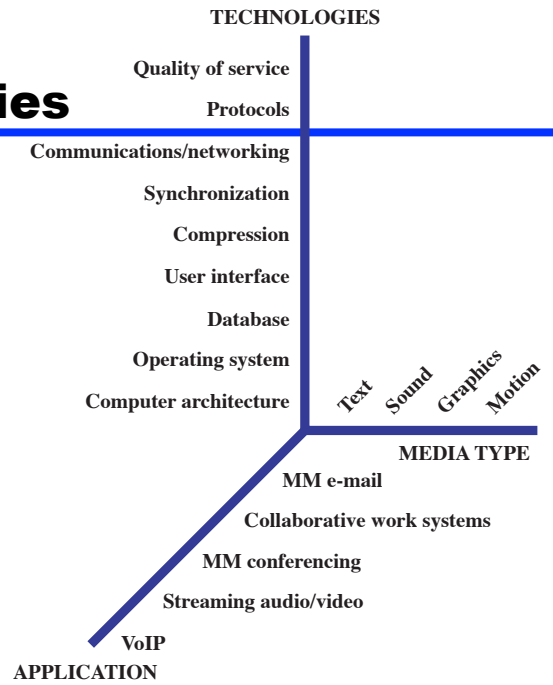 TECHNOLOGIES
Quality of service
ies
Protocols
Communications/networking
Synchronization
Compression
User interface
Database
Operating system
Computer architecture
Text
Sound
Graphics
Motion
MEDIA TYPE
MM e-mail
Collaborative work systems
MM conferencing
Streaming audio/video
VoIP
APPLICATION